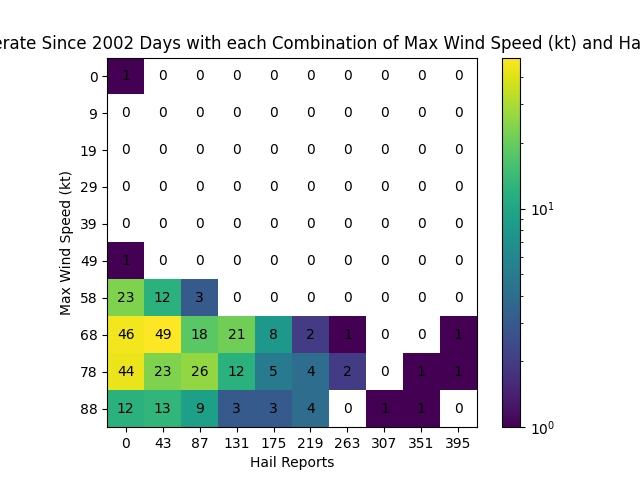 erate Since 2002 Days with each Combination of Max Wind Speed (kt) and Ha
0 1 0 0 0 0 0 0 0 0 0
9 0 0 0 0 0 0 0 0 0 0
19 0 0 0 0 0 0 0 0 0 0
29 0 0 0 0 0 0 0 0 0 0
39 0 0 0 0 0 0 0 0 0 0
49 1 0 0 0 0 0 0 0 0 0
58 23 12 3 0 0 0 0 0 0 0
68 46 49 18 21 8 2 1 0 0 1
78 44 23 26 12 5 4 2 0 1 1
88 12 13 9 3 3 4 0 1 1 0
0 43 87 131 175 219 263 307 351 395
Hail Reports
Max Wind Speed (kt)
10^1
10^0